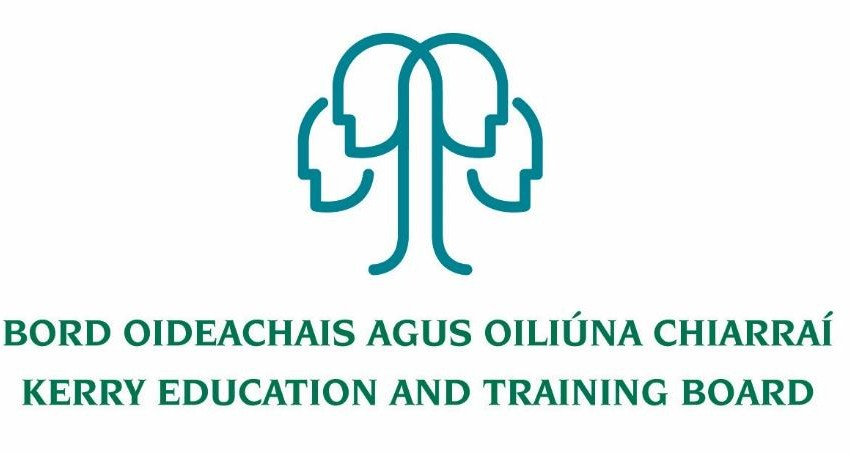 BORD OIDEACHAIS AGUS OILIÚNA CHIARRAÍ
KERRY EDUCATION AND TRAINING BOARD